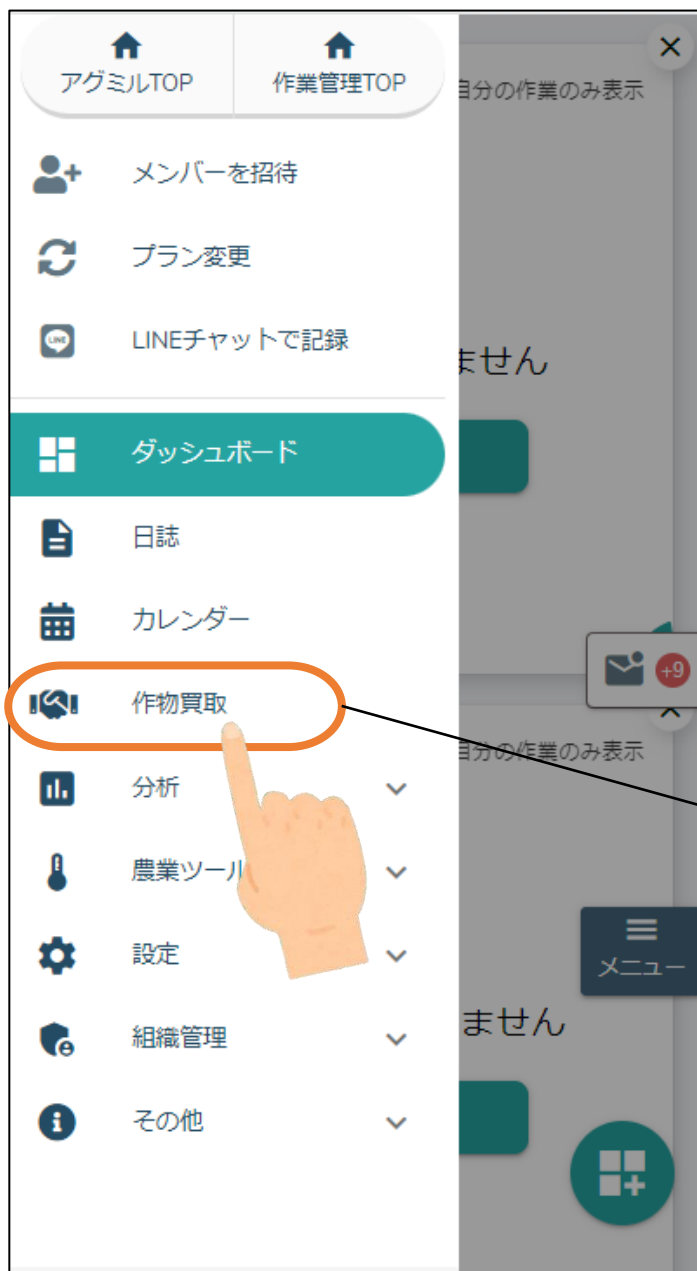 アグミルTOP
作業管理TOP
自分の作業のみ表示
メンバーを招待
プラン変更
LINE
LINEチャットで記録
ません
ダッシュボード
日誌
カレンダー
+9
作物買取
自分の作業のみ表示
分析
農業ツール
設定
メニュー
組織管理
ません
その他